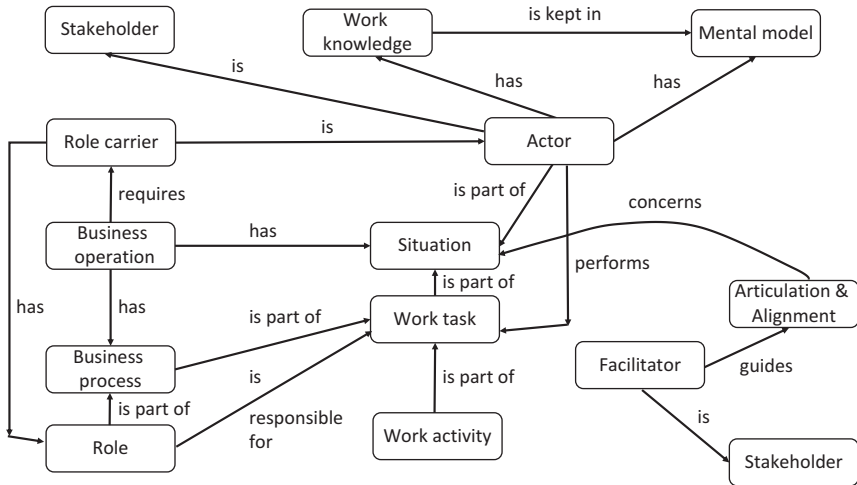 Stakeholder
Work
knowledge
is kept in
Mental model
is
has
has
Role carrier
is
Actor
requires
is part of
concerns
Business
operation
has
Situation
has
has
is part of
performs
is part of
Work task
Articulation &
Alignment
Business
process
is
Facilitator
guides
is part of
responsible
for
is part of
Role
Work activity
is
Stakeholder